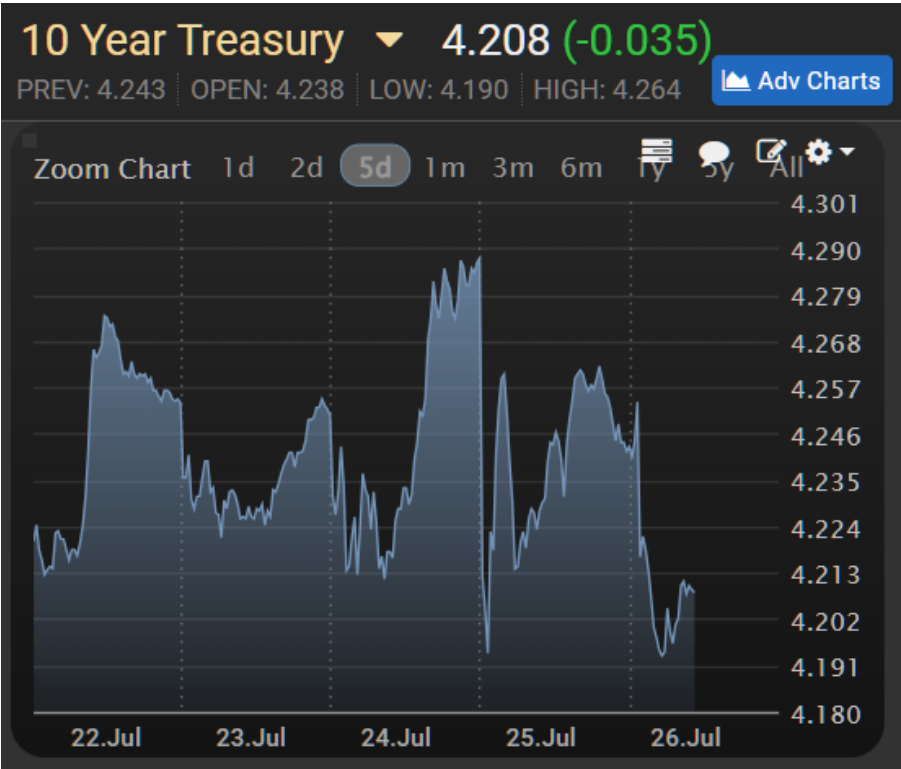 10 Year Treasury 4.208 (-0.035)
PREV: 4.243 OPEN: 4.238 LOW: 4.190 HIGH: 4.264
Adv Charts
Zoom Chart 1d 2d 5d 1m 3m 6m 1y 5y All
4.301
4.290
4.279
4.268
4.257
4.246
4.235
4.224
4.213
4.202
4.191
4.180
22.Jul 23.Jul 24.Jul 25.Jul 26.Jul